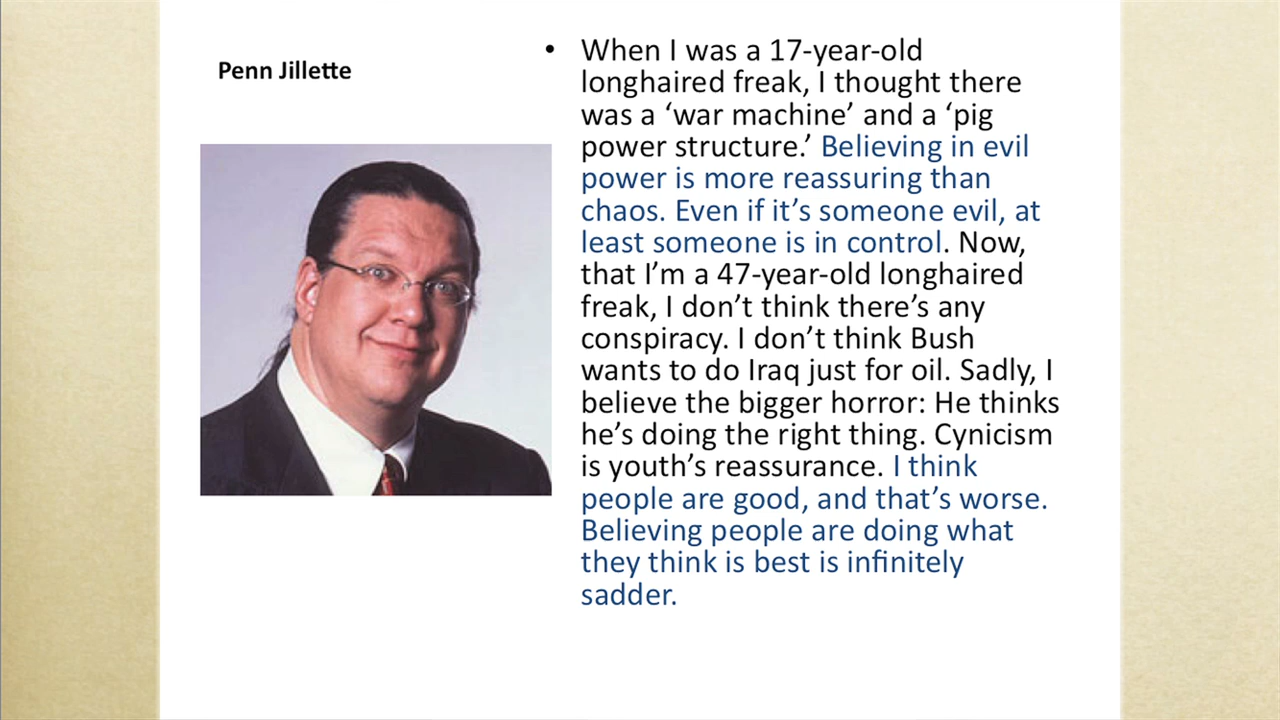 Penn Jillette
• When I was a 17-year-old
longhaired freak, I thought there
was a ‘war machine’ and a ‘pig
power structure.’ Believing in evil
power is more reassuring than
chaos. Even if it’s someone evil, at
least someone is in control. Now,
that I’m a 47-year-old longhaired
freak, I don’t think there’s any
conspiracy. I don’t think Bush
wants to do Iraq just for oil. Sadly, I
believe the bigger horror: He thinks
he’s doing the right thing. Cynicism
is youth’s reassurance. I think
people are good, and that’s worse.
Believing people are doing what
they think is best is infinitely
sadder.